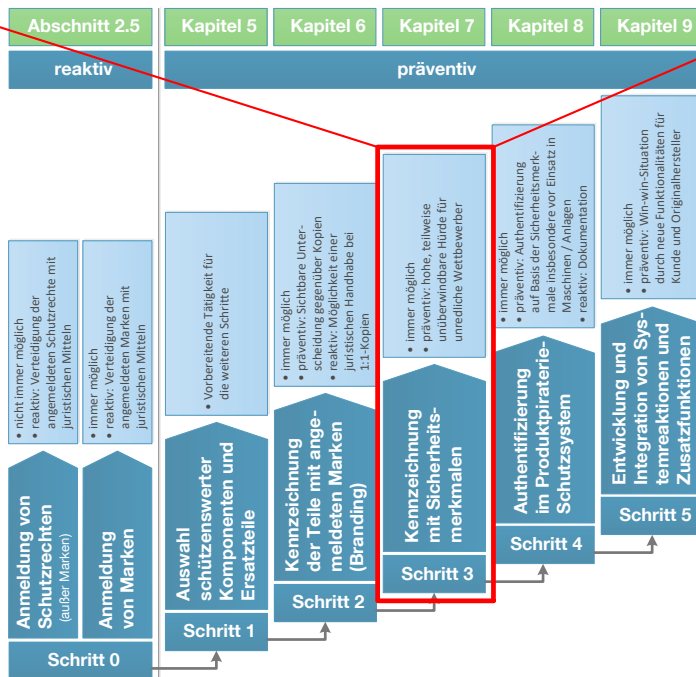 Abschnitt 2.5
Kapitel 5
Kapitel 6
Kapitel 7
Kapitel 8
Kapitel 9
reaktiv
präventiv
• nicht immer möglich
• reaktiv: Verteidigung der
angemeldeten Schutzrechte mit
juristischen Mitteln
• immer möglich
• reaktiv: Verteidigung der
angemeldeten Marken mit
juristischen Mitteln
• Vorbereitende Tätigkeit für
die weiteren Schritte
• immer möglich
• präventiv: Sichtbare Unter-
scheidung gegenüber Kopien
• reaktiv: Möglichkeit einer
juristischen Handhabe bei
1:1-Kopien
• immer möglich
• präventiv: hohe, teilweise
unüberwindbare Hürde für
unredliche Wettbewerber
• immer möglich
• präventiv: Authentifizierung
auf Basis der Sicherheitsmerk-
male insbesondere vor Einsatz in
Maschinen / Anlagen
• reaktiv: Dokumentation
• immer möglich
• präventiv: Win-win-Situation
durch neue Funktionalitäten für
Kunde und Originalhersteller
Anmeldung von
Schutzrechten
(außer Marken)
Anmeldung
von Marken
Auswahl
schützenswerter
Komponenten und
Ersatzteile
Kennzeichnung
der Teile mit ange-
meldeten Marken
(Branding)
Kennzeichnung
mit Sicherheits-
merkmalen
Authentifizierung
im Produktpiraterie-
Schutzsystem
Entwicklung und
Integration von Sys-
temreaktionen und
Zusatzfunktionen
Schritt 0
Schritt 1
Schritt 2
Schritt 3
Schritt 4
Schritt 5